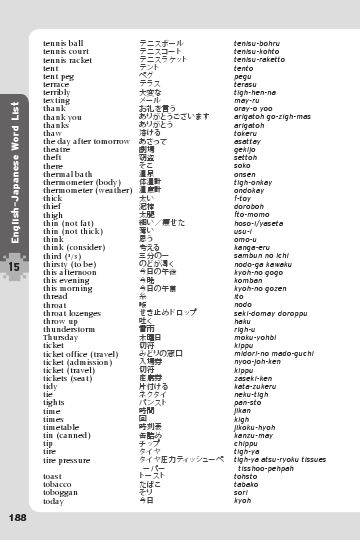 English–Japanese Word List
15
tennis ball テニスボール tenisu-bohru
tennis court テニスコート tenisu-kohto
tennis racket テニスラケット tenisu-raketto
tent テント tento
tent peg ペグ pegu
terrace テラス terasu
terribly 大変な tigh-hen-na
texting メール may-ru
thank お礼を言う oray-o yoo
thank you ありがとうございます arigatoh go-zigh-mas
thanks ありがとう arigatoh
thaw 溶ける tokeru
the day after tomorrow あさって asattay
theatre 劇場 gekijo
theft 窃盗 settoh
there そこ soko
thermal bath 温泉 onsen
thermometer (body) 体温計 tigh-onkay
thermometer (weather) 温度計 ondokay
thick 太い f-toy
thief 泥棒 doroboh
thigh 太腿 fto-momo
thin (not fat) 細い／痩せた hoso-i/yaseta
thin (not thick) 薄い usu-i
think 思う omo-u
think (consider) 考える kanga-eru
third (¹/₃) 三分の一 sambun no ichi
thirsty (to be) のどが渇く nodo-ga kawaku
this afternoon 今日の午後 kyoh-no gogo
this evening 今晩 komban
this morning 今日の午前 kyoh-no gozen
thread 糸 ito
throat 喉 nodo
throat lozenges せき止めドロップ seki-domay doroppu
throw up 吐く haku
thunderstorm 雷雨 righ-u
Thursday 木曜日 moku-yohbi
ticket 切符 kippu
ticket office (travel) みどりの窓口 midori-no mado-guchi
ticket (admission) 入場券 nyoo-joh-ken
ticket (travel) 切符 kippu
tickets (seat) 座席券 zaseki-ken
tidy 片付ける kata-zukeru
tie ネクタイ neku-tigh
tights パンスト pan-sto
time 時間 jikan
times 回 kigh
timetable 時刻表 jikoku-hyoh
tin (canned) 缶詰め kanzu-may
tip チップ chippu
tire タイヤ tigh-ya
tire pressure タイヤ圧力ティッシューペ tigh-ya atsu-ryoku tissues
ーパー tisshoo-pehpah
toast トースト tohsto
tobacco たばこ tabako
toboggan そり sori
today 今日 kyoh
188